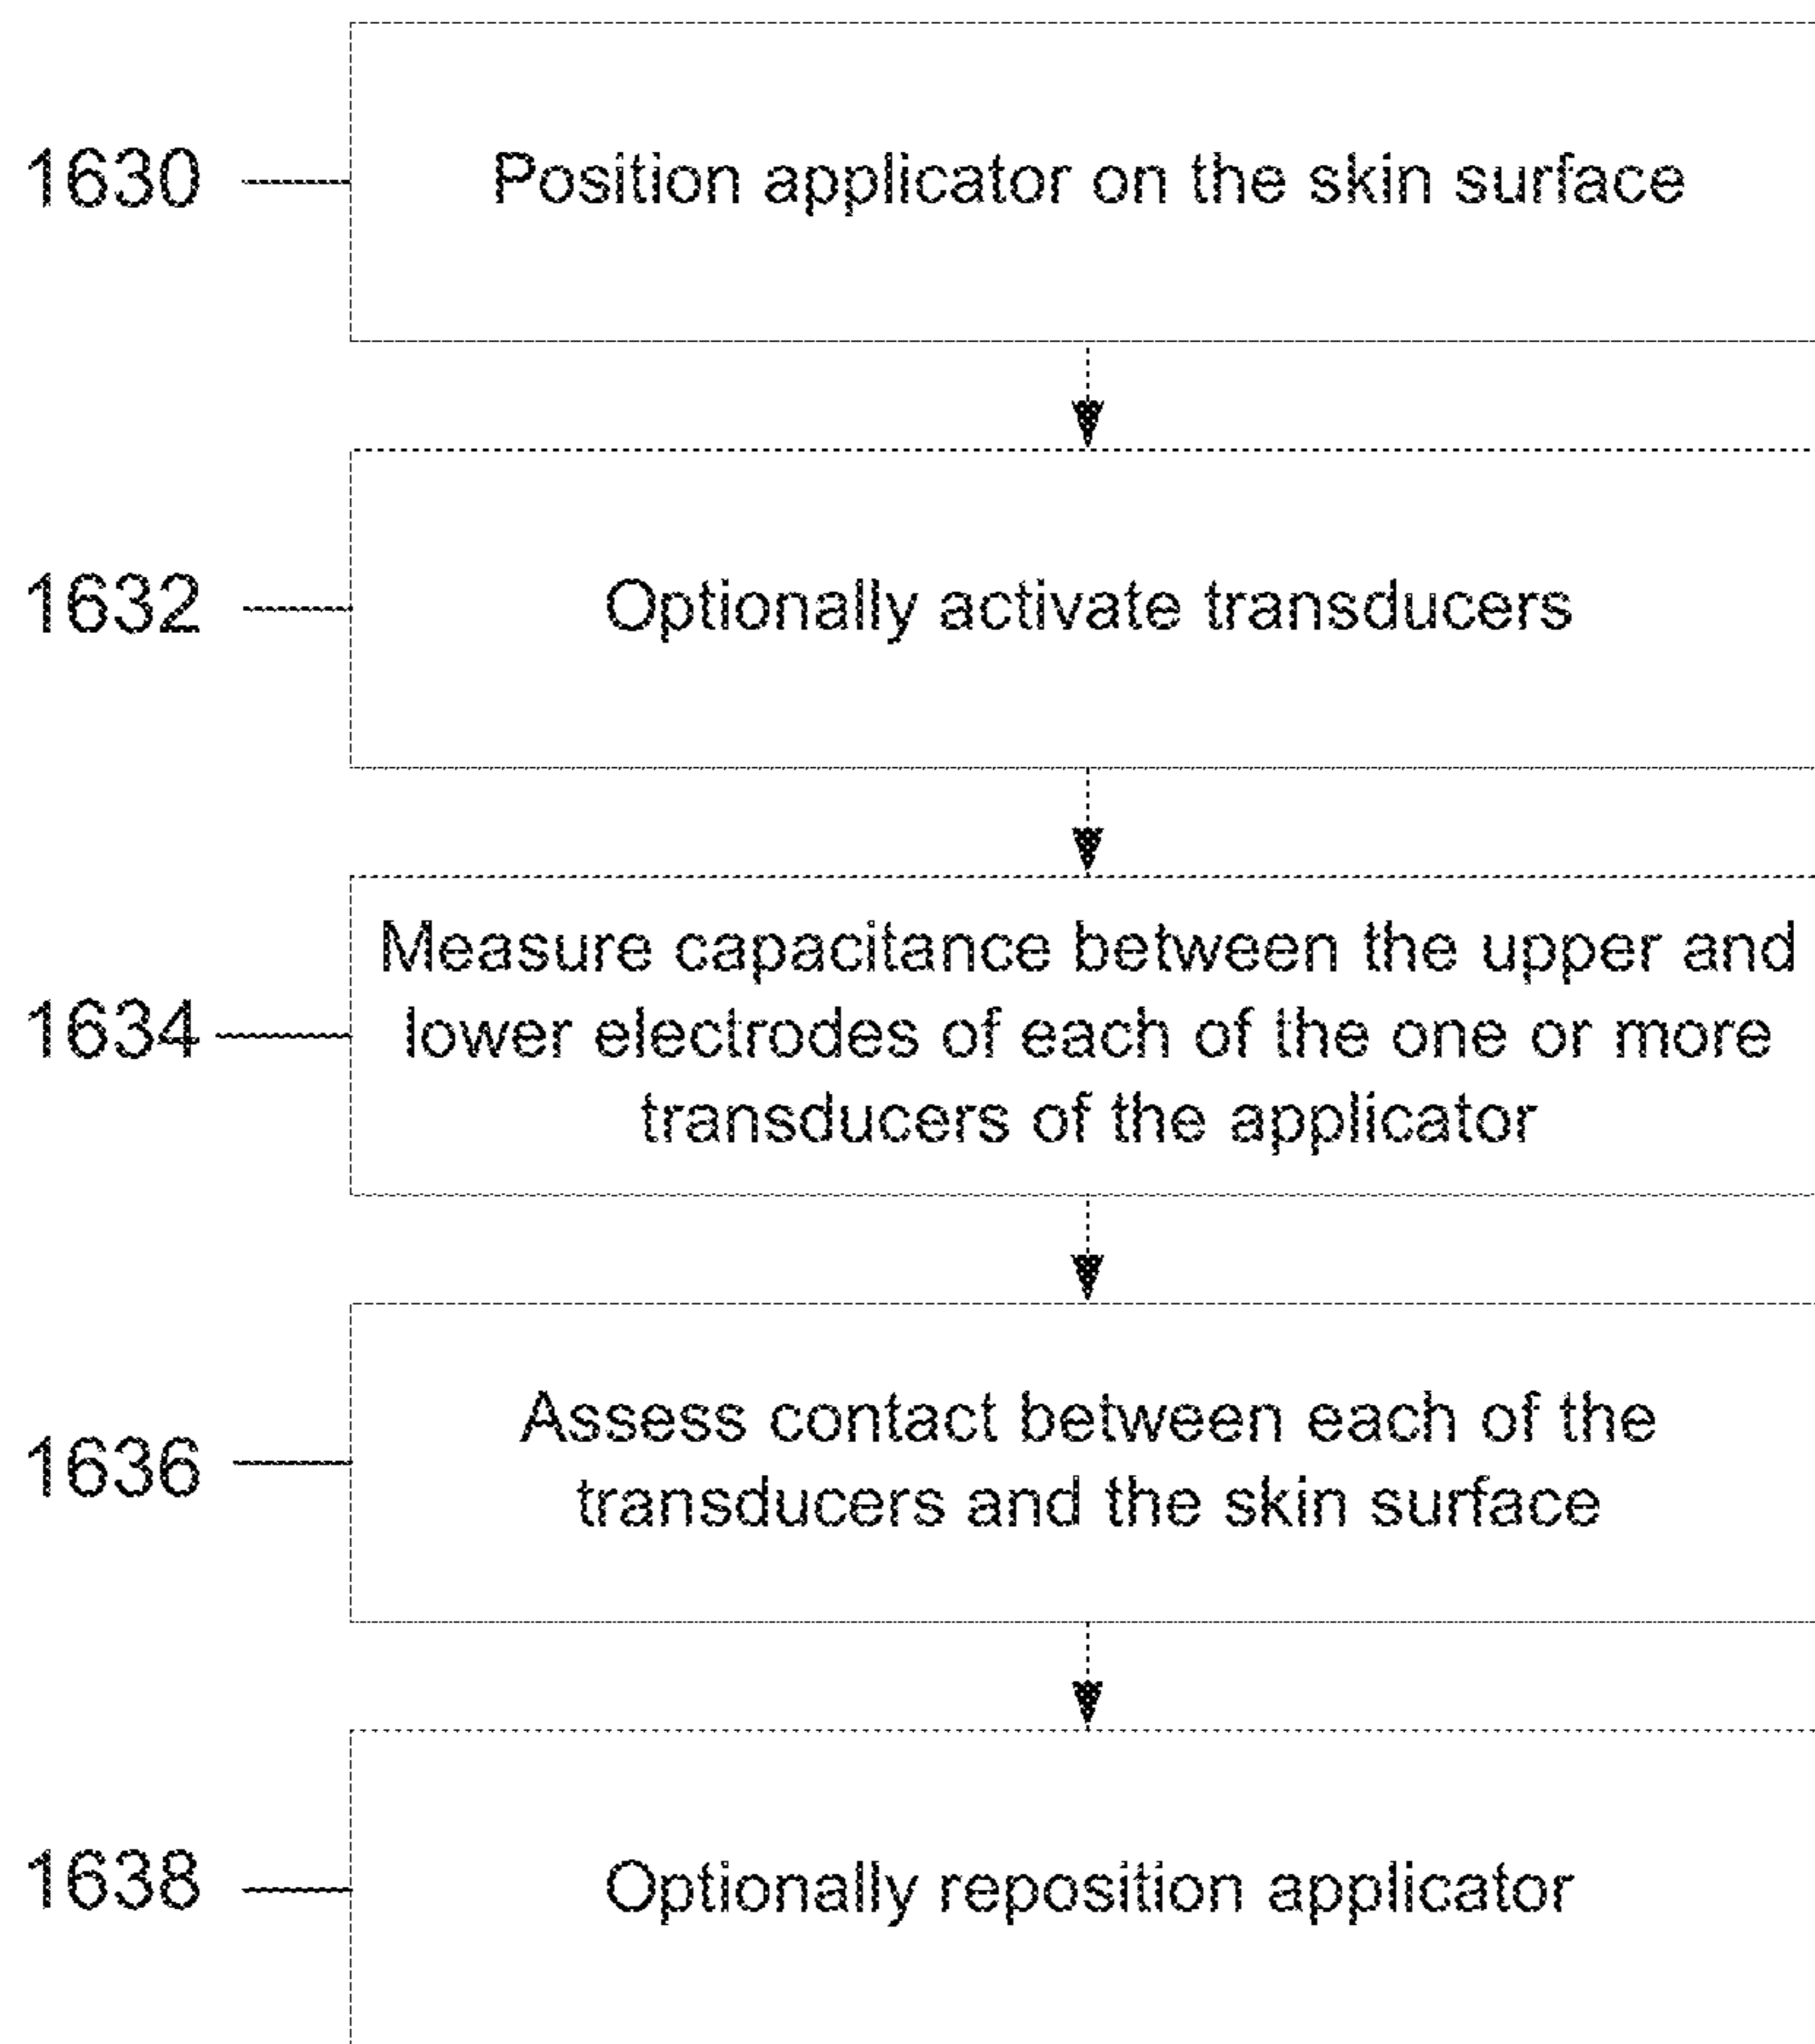 1630
Position applicator on the skin surface
1632
Optionally activate transducers
1634
Measure capacitance between the upper and
lower electrodes of each of the one or more
transducers of the applicator
1636
Assess contact between each of the
transducers and the skin surface
1638
Optionally reposition applicator